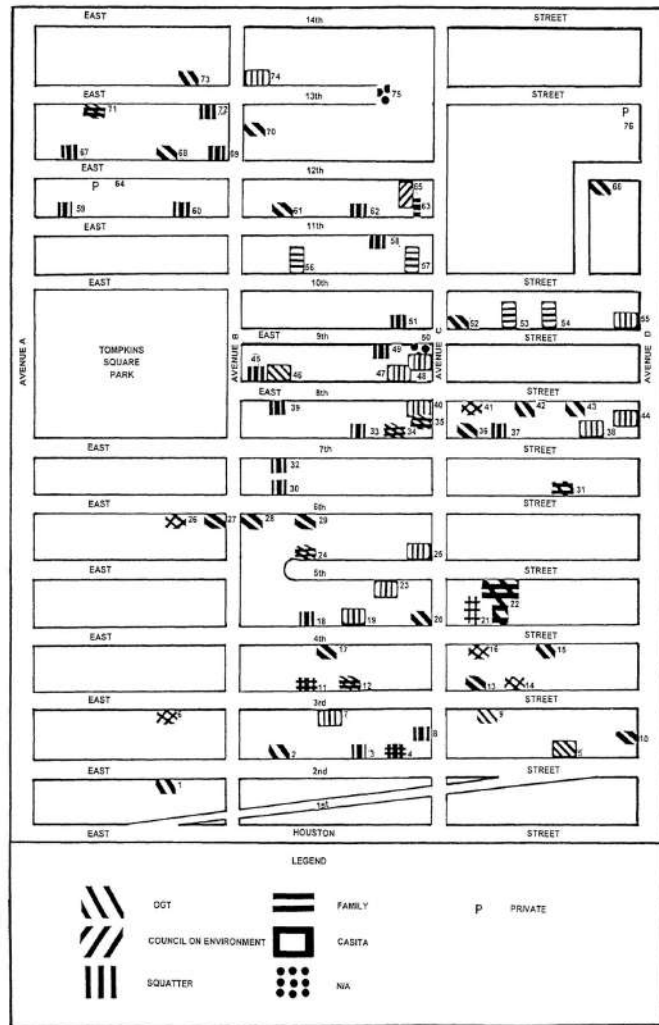 EAST 14th STREET
73 74
75
EAST 13th STREET
71 72 P
76
70
67 68 69
EAST 12th STREET
P 64 65 66
59 60 61 62 63
EAST 11th STREET
58
56 57
EAST 10th STREET
51 52 53 54 55
AVENUE A
TOMPKINS
SQUARE
PARK
AVENUE B
EAST 9th STREET
50
49
45 46 47 48
AVENUE C
AVENUE D
EAST 8th STREET
39 40 41 42 43 44
33 34 35 36 37 38
EAST 7th STREET
32
30 31
EAST 6th STREET
26 27 28 29
24 25
EAST 5th STREET
23 22
18 19 20 21
EAST 4th STREET
17 16 15
11 12 13 14
EAST 3rd STREET
6 7 8 9 10
2 3 4 5
EAST 2nd STREET
1
1st
EAST HOUSTON STREET
LEGEND
OGT FAMILY P PRIVATE
COUNCIL ON ENVIRONMENT CASITA
SQUATTER N/A